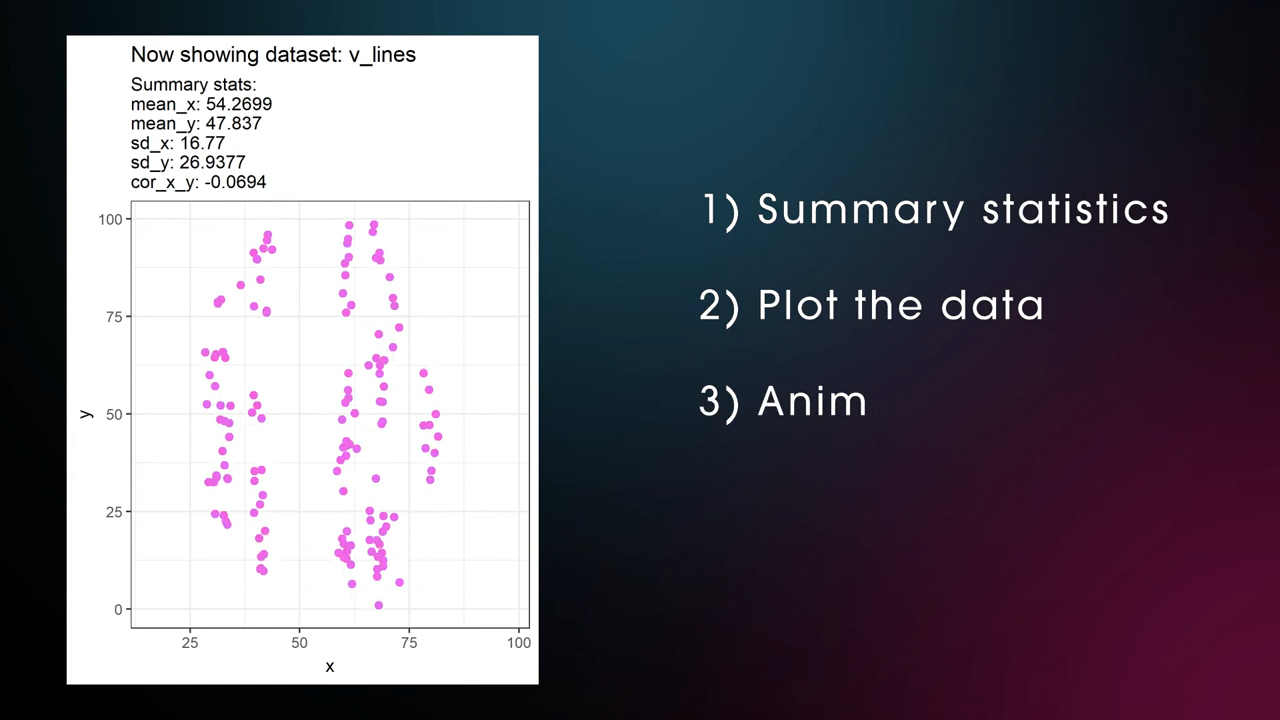 Now showing dataset: v_lines
Summary stats:
mean_x: 54.2699
mean_y: 47.837
sd_x: 16.77
sd_y: 26.9377
cor_x_y: -0.0694
100
75
50
25
0
y
25 50 75 100
x
1) Summary statistics
2) Plot the data
3) Anim